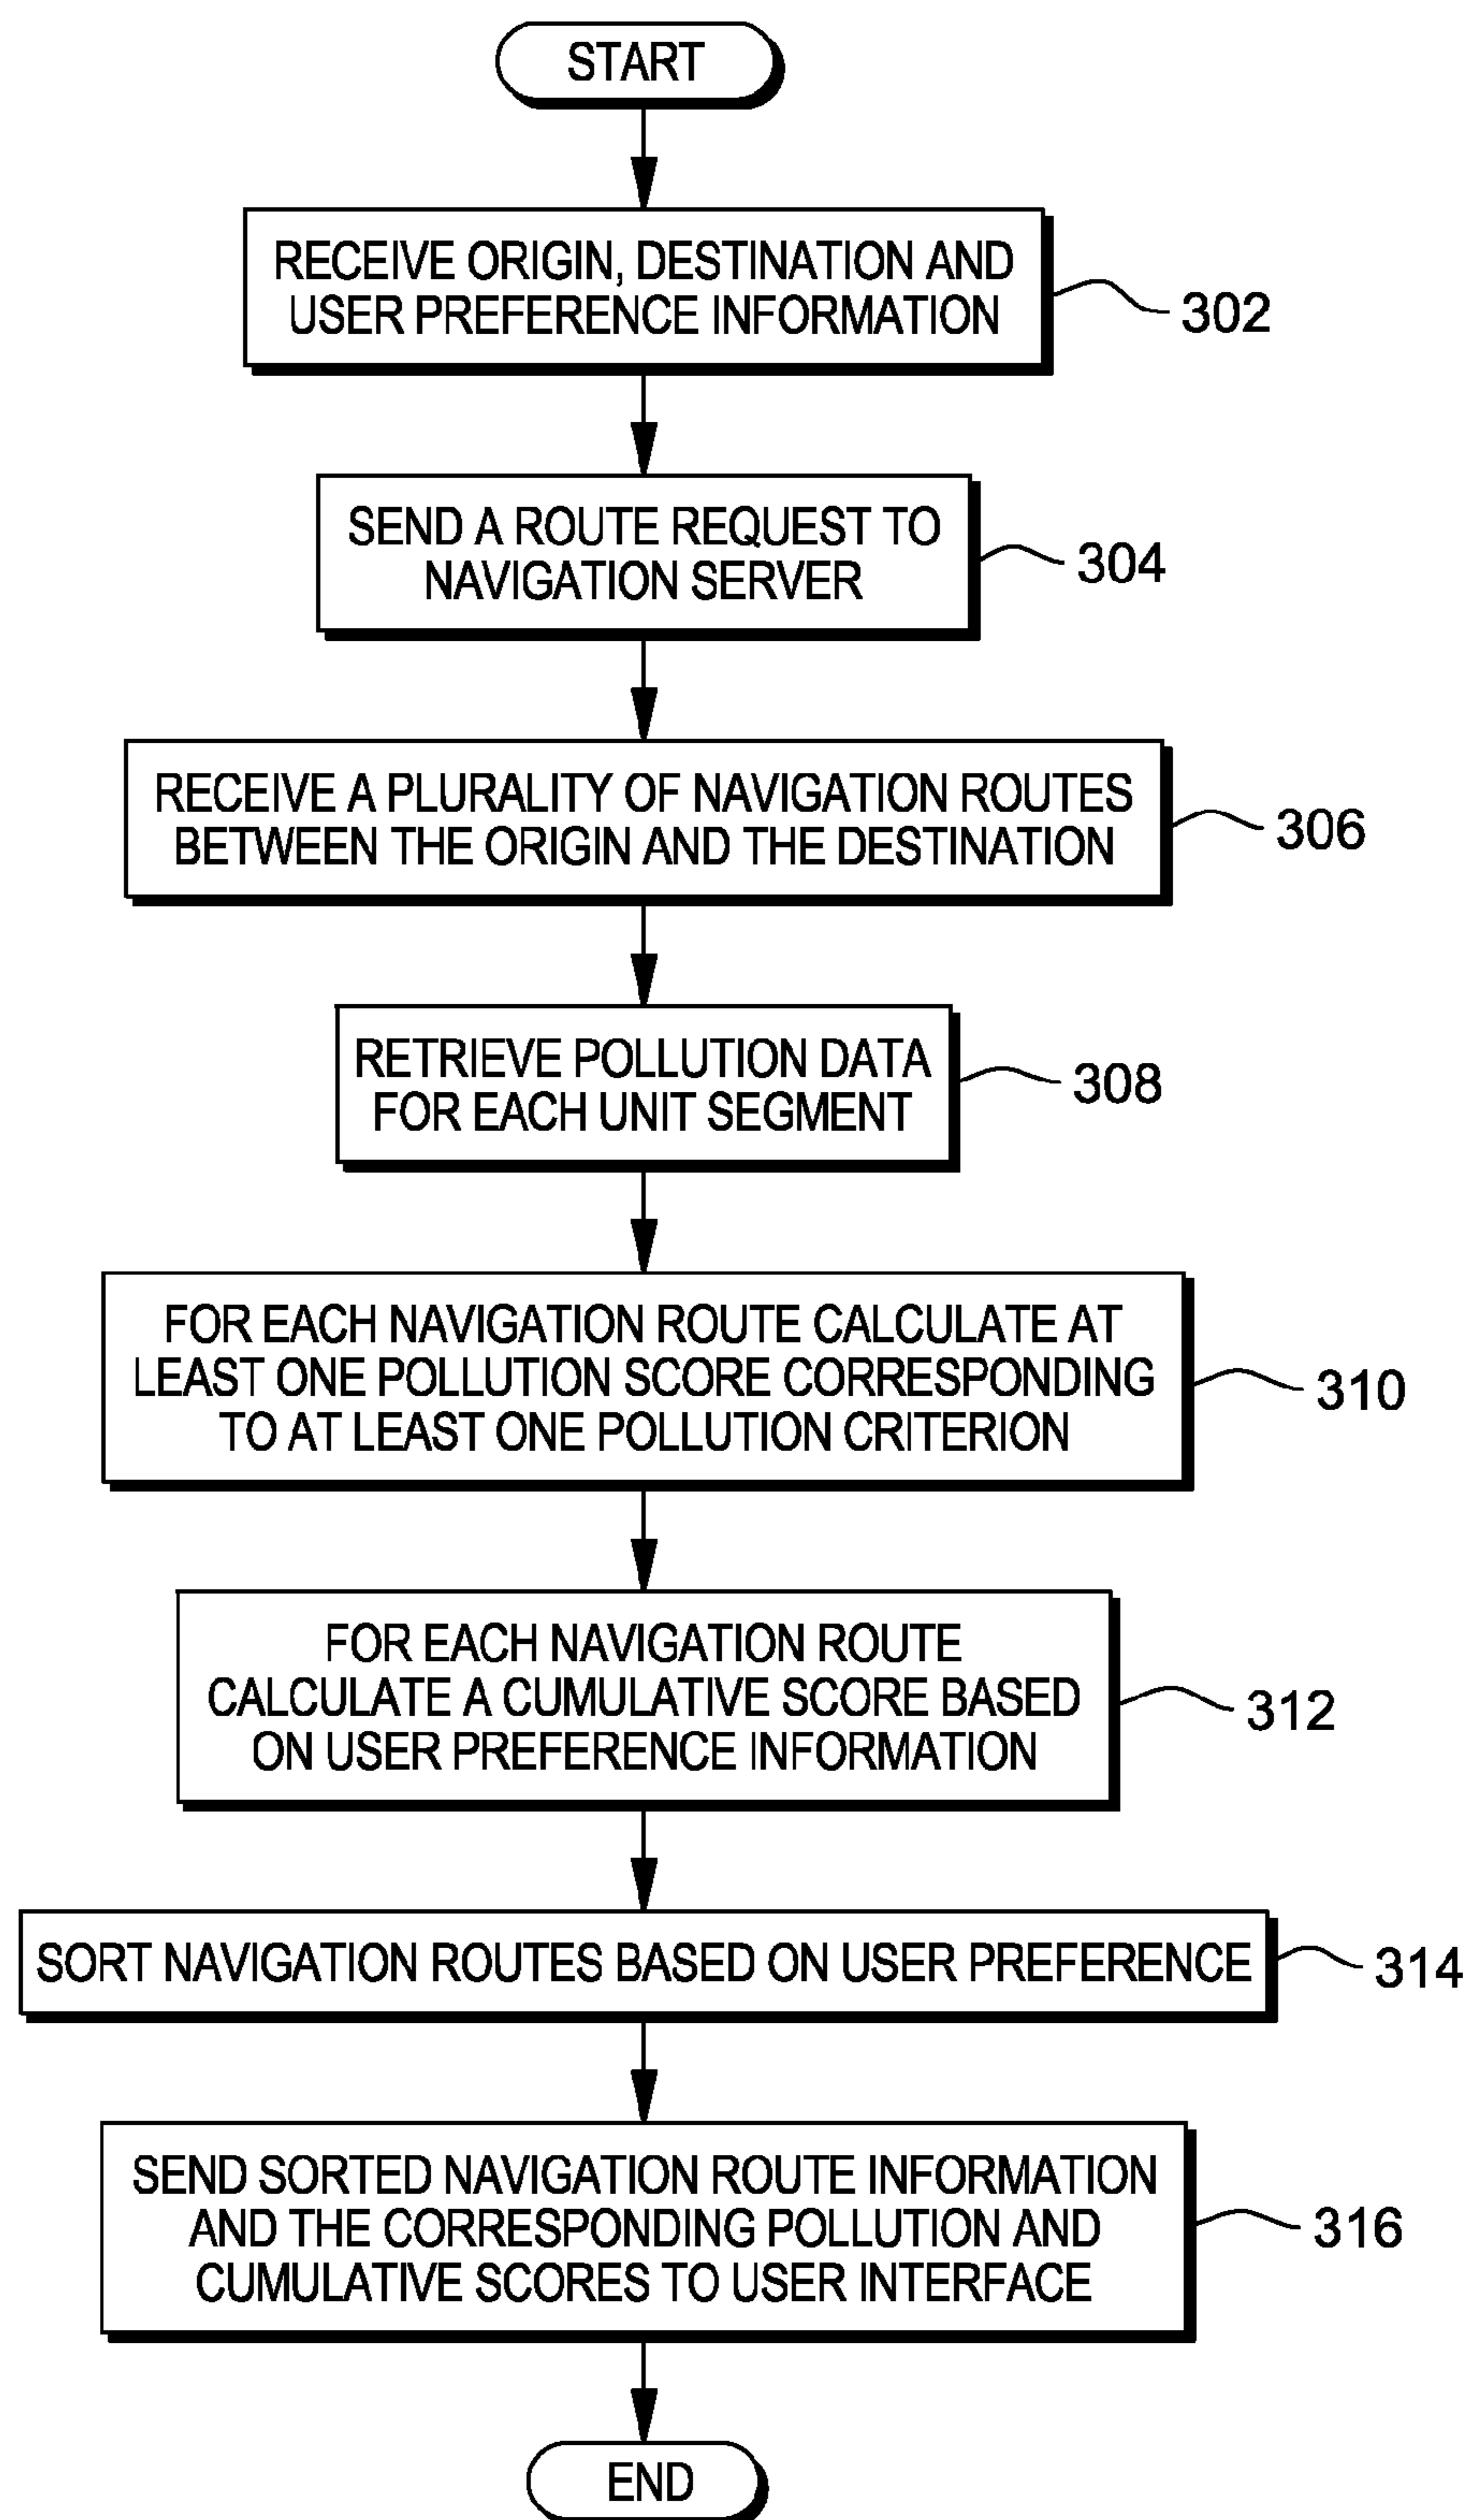 START
RECEIVE ORIGIN, DESTINATION AND
USER PREFERENCE INFORMATION
302
SEND A ROUTE REQUEST TO
NAVIGATION SERVER
304
RECEIVE A PLURALITY OF NAVIGATION ROUTES
BETWEEN THE ORIGIN AND THE DESTINATION
306
RETRIEVE POLLUTION DATA
FOR EACH UNIT SEGMENT
308
FOR EACH NAVIGATION ROUTE CALCULATE AT
LEAST ONE POLLUTION SCORE CORRESPONDING
TO AT LEAST ONE POLLUTION CRITERION
310
FOR EACH NAVIGATION ROUTE
CALCULATE A CUMULATIVE SCORE BASED
ON USER PREFERENCE INFORMATION
312
SORT NAVIGATION ROUTES BASED ON USER PREFERENCE
314
SEND SORTED NAVIGATION ROUTE INFORMATION
AND THE CORRESPONDING POLLUTION AND
CUMULATIVE SCORES TO USER INTERFACE
316
END